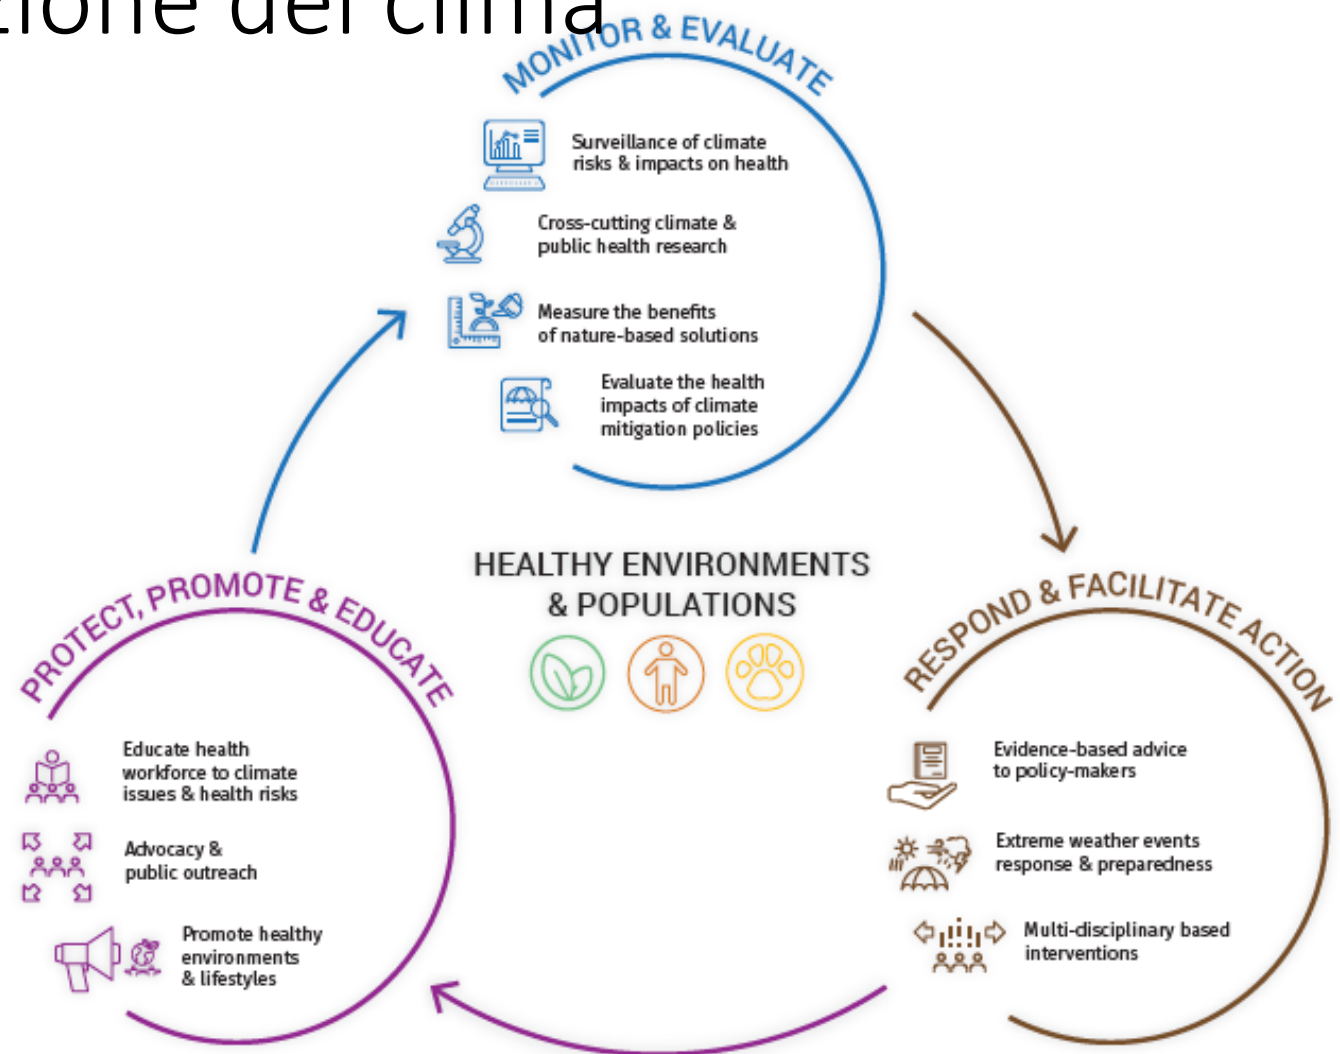 zione del clima
MONITOR & EVALUATE
Surveillance of climate
risks & impacts on health
Cross-cutting climate &
public health research
Measure the benefits
of nature-based solutions
Evaluate the health
impacts of climate
mitigation policies
HEALTHY ENVIRONMENTS
& POPULATIONS
PROTECT, PROMOTE & EDUCATE
Educate health
workforce to climate
issues & health risks
Advocacy &
public outreach
Promote healthy
environments
& lifestyles
RESPOND & FACILITATE ACTION
Evidence-based advice
to policy-makers
Extreme weather events
response & preparedness
Multi-disciplinary based
interventions